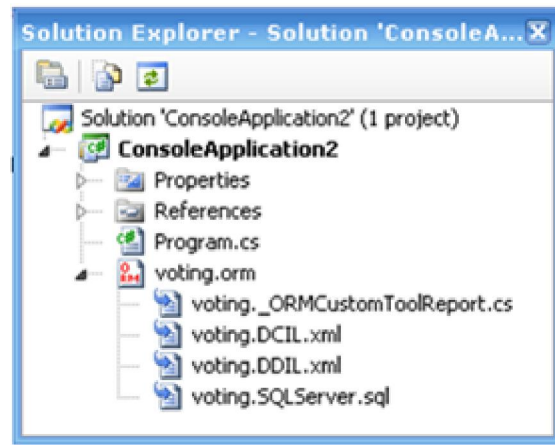 Solution Explorer - Solution 'ConsoleA...
Solution 'ConsoleApplication2' (1 project)
C# ConsoleApplication2
Properties
References
C# Program.cs
ORM voting.orm
voting._ORMCustomToolReport.cs
voting.DCIL.xml
voting.DDIL.xml
voting.SQLServer.sql